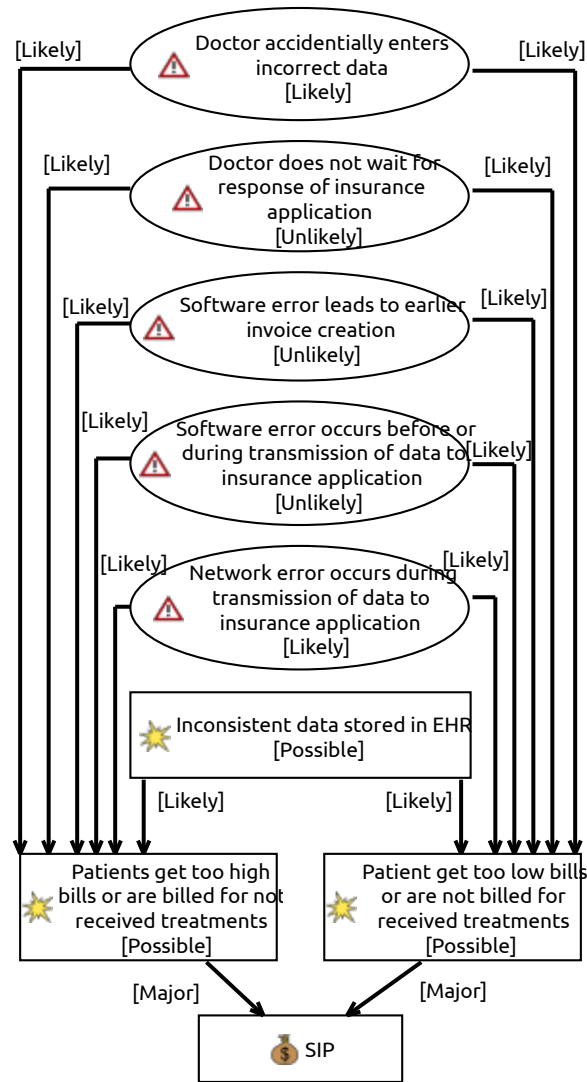 [Likely]
Doctor accidentially enters
incorrect data
[Likely]
[Likely]
[Likely]
Doctor does not wait for
response of insurance
application
[Unlikely]
[Likely]
[Likely]
Software error leads to earlier
invoice creation
[Unlikely]
[Likely]
[Likely]
Software error occurs before or
during transmission of data to
insurance application
[Unlikely]
[Likely]
[Likely]
Network error occurs during
transmission of data to
insurance application
[Likely]
[Likely]
Inconsistent data stored in EHR
[Possible]
[Likely]
[Likely]
Patients get too high
bills or are billed for not
received treatments
[Possible]
Patient get too low bills
or are not billed for
received treatments
[Possible]
[Major]
[Major]
SIP